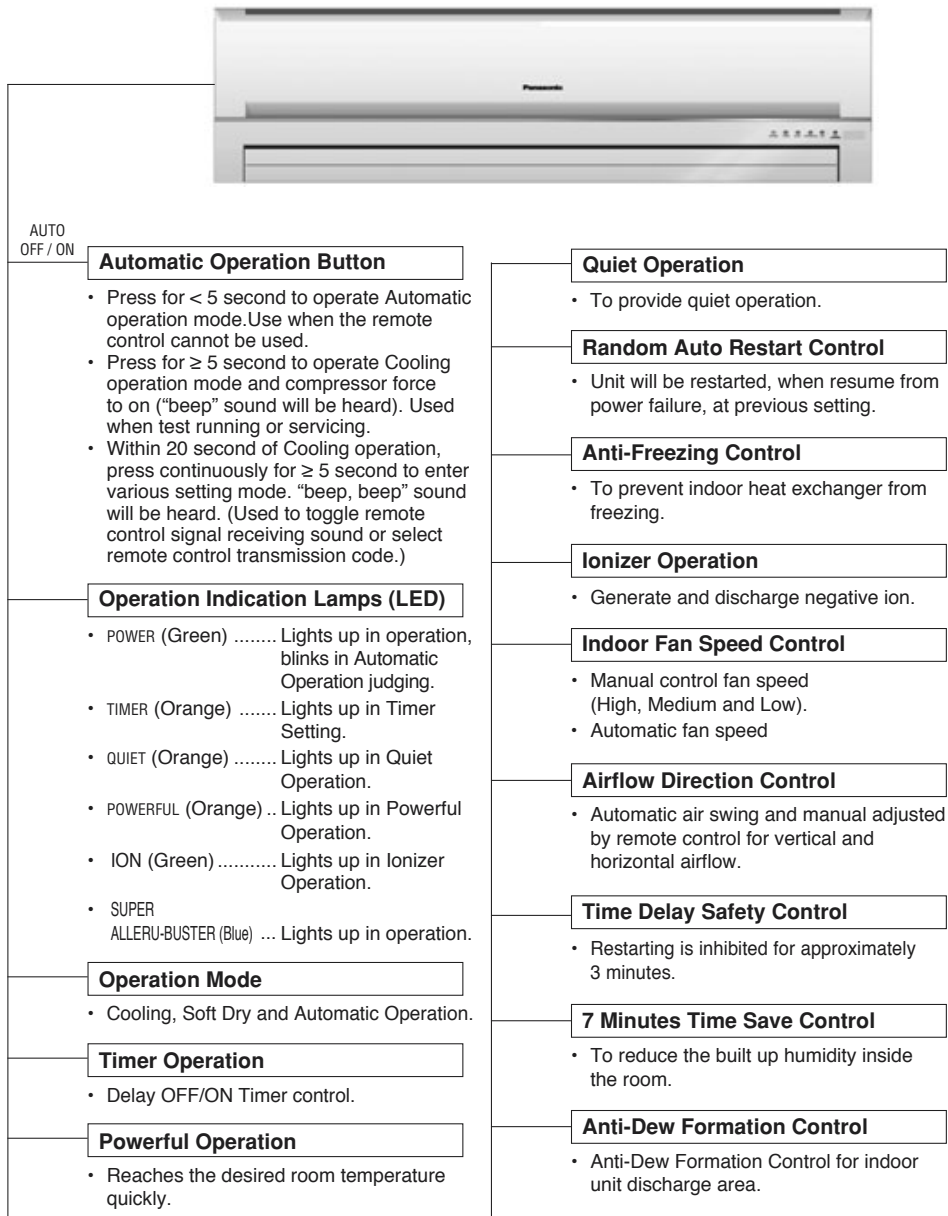 Panasonic
AUTO
OFF / ON
Automatic Operation Button
• Press for < 5 second to operate Automatic
operation mode.Use when the remote
control cannot be used.
• Press for ≥ 5 second to operate Cooling
operation mode and compressor force
to on (“beep” sound will be heard). Used
when test running or servicing.
• Within 20 second of Cooling operation,
press continuously for ≥ 5 second to enter
various setting mode. “beep, beep” sound
will be heard. (Used to toggle remote
control signal receiving sound or select
remote control transmission code.)
Operation Indication Lamps (LED)
• POWER (Green) ........ Lights up in operation,
blinks in Automatic
Operation judging.
• TIMER (Orange) ....... Lights up in Timer
Setting.
• QUIET (Orange) ........ Lights up in Quiet
Operation.
• POWERFUL (Orange) .. Lights up in Powerful
Operation.
• ION (Green) ........... Lights up in Ionizer
Operation.
• SUPER
ALLERU-BUSTER (Blue) ... Lights up in operation.
Operation Mode
• Cooling, Soft Dry and Automatic Operation.
Timer Operation
• Delay OFF/ON Timer control.
Powerful Operation
• Reaches the desired room temperature
quickly.
Quiet Operation
• To provide quiet operation.
Random Auto Restart Control
• Unit will be restarted, when resume from
power failure, at previous setting.
Anti-Freezing Control
• To prevent indoor heat exchanger from
freezing.
Ionizer Operation
• Generate and discharge negative ion.
Indoor Fan Speed Control
• Manual control fan speed
(High, Medium and Low).
• Automatic fan speed
Airflow Direction Control
• Automatic air swing and manual adjusted
by remote control for vertical and
horizontal airflow.
Time Delay Safety Control
• Restarting is inhibited for approximately
3 minutes.
7 Minutes Time Save Control
• To reduce the built up humidity inside
the room.
Anti-Dew Formation Control
• Anti-Dew Formation Control for indoor
unit discharge area.